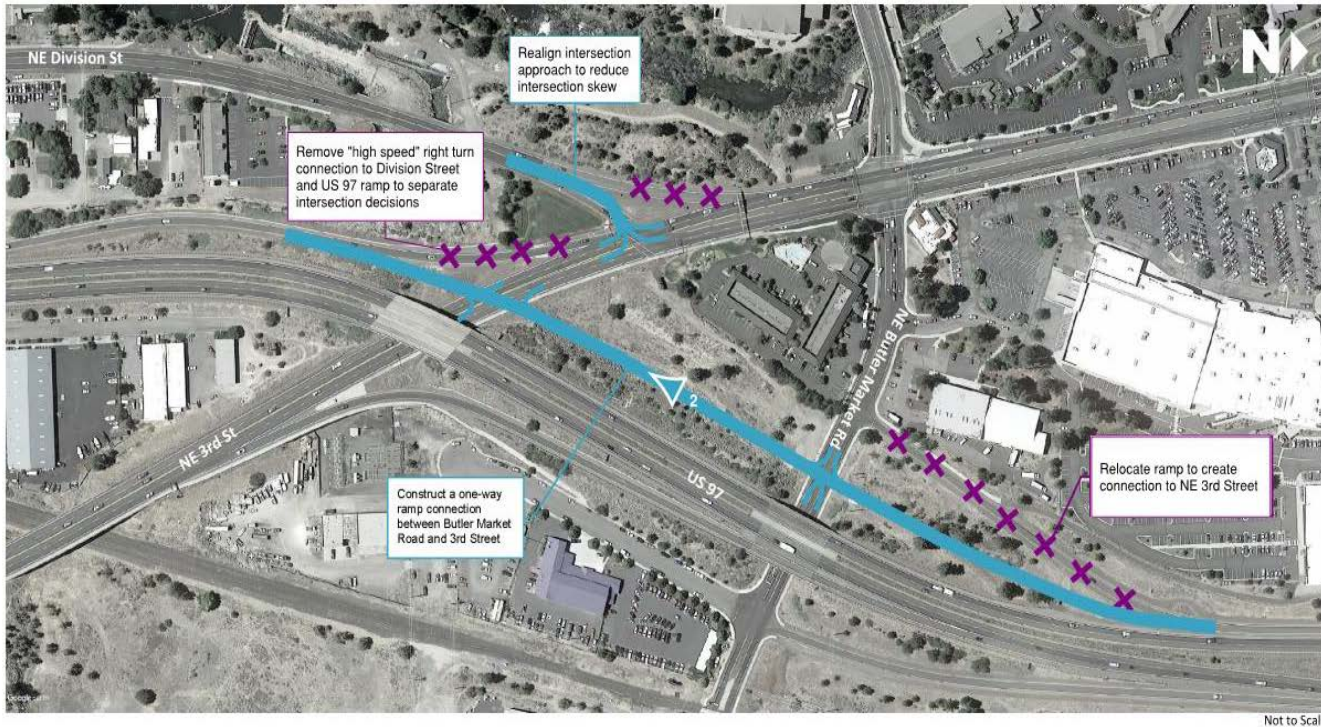 NE Division St
Realign intersection
approach to reduce
intersection skew
N
Remove "high speed" right turn
connection to Division Street
and US 97 ramp to separate
intersection decisions
NE Butler Market Rd
2
NE 3rd St
US 97
Relocate ramp to create
connection to NE 3rd Street
Construct a one-way
ramp connection
between Butler Market
Road and 3rd Street
Google earth
Not to Scal